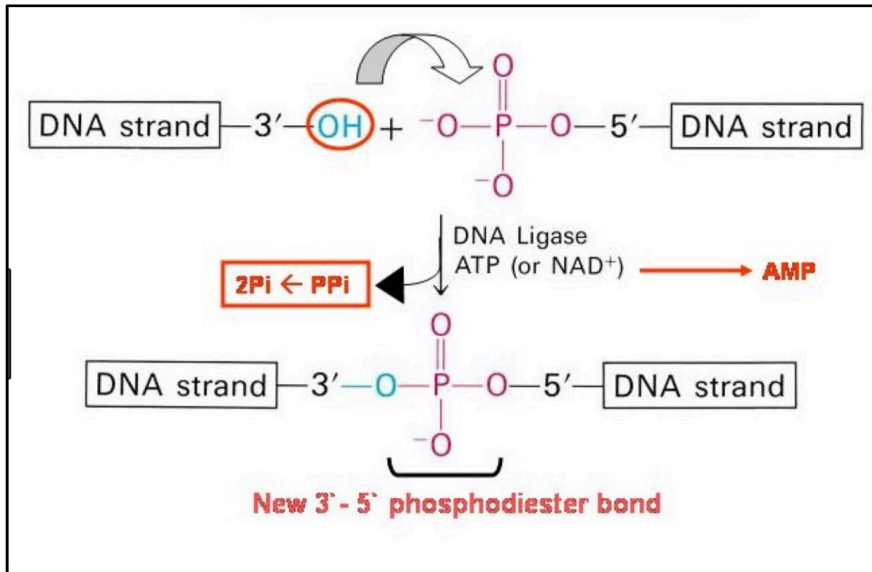 O
DNA strand —3′—OH + ⁻O—P—O—5′— DNA strand
⁻O
DNA Ligase
ATP (or NAD⁺) → AMP
2Pi ← PPi
O
DNA strand —3′—O—P—O—5′— DNA strand
⁻O
New 3` - 5` phosphodiester bond